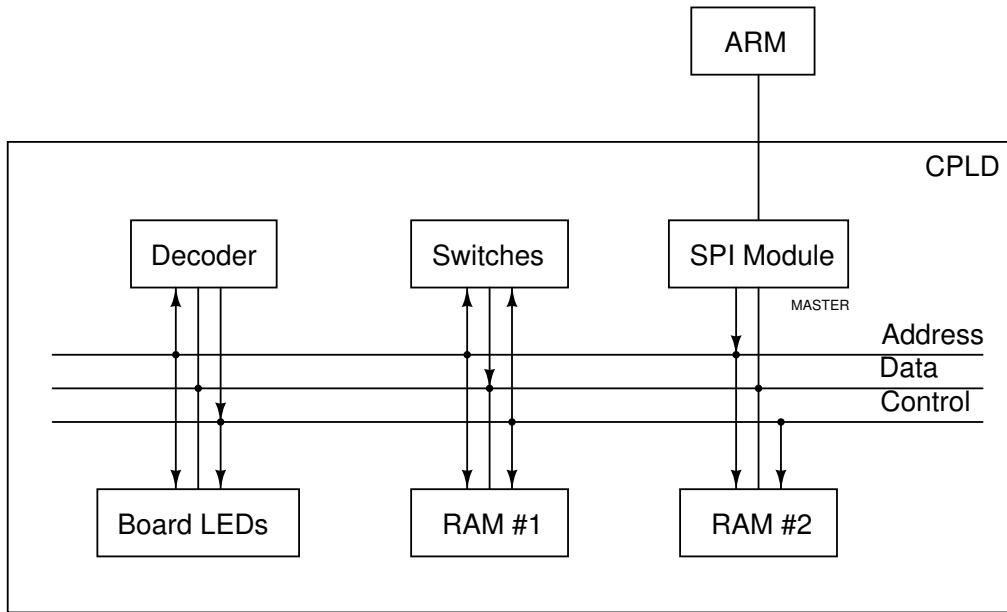 ARM
CPLD
Decoder
Switches
SPI Module
MASTER
Address
Data
Control
Board LEDs
RAM #1
RAM #2